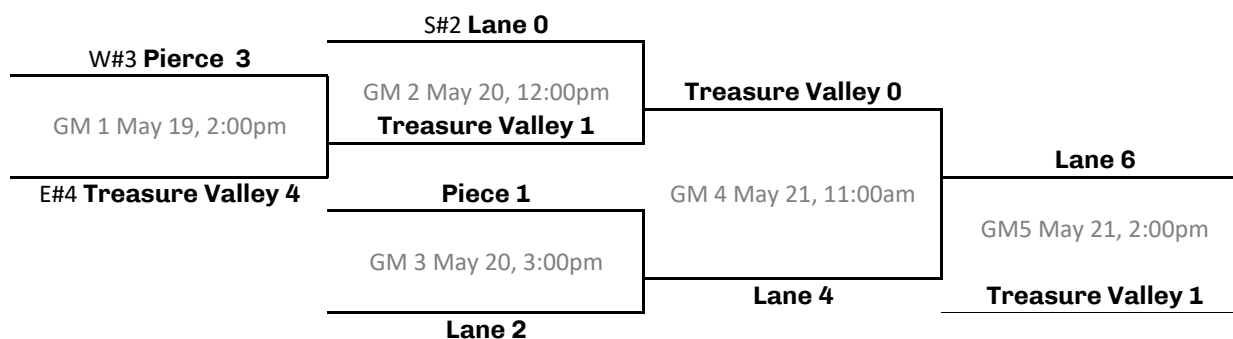 S#2 Lane 0
W#3 Pierce  3
GM 2 May 20, 12:00pm
Treasure Valley 0
GM 1 May 19, 2:00pm
Treasure Valley 1
Lane 6
E#4 Treasure Valley 4
Piece 1
GM 4 May 21, 11:00am
GM5 May 21, 2:00pm
GM 3 May 20, 3:00pm
Lane 4
Treasure Valley 1
Lane 2